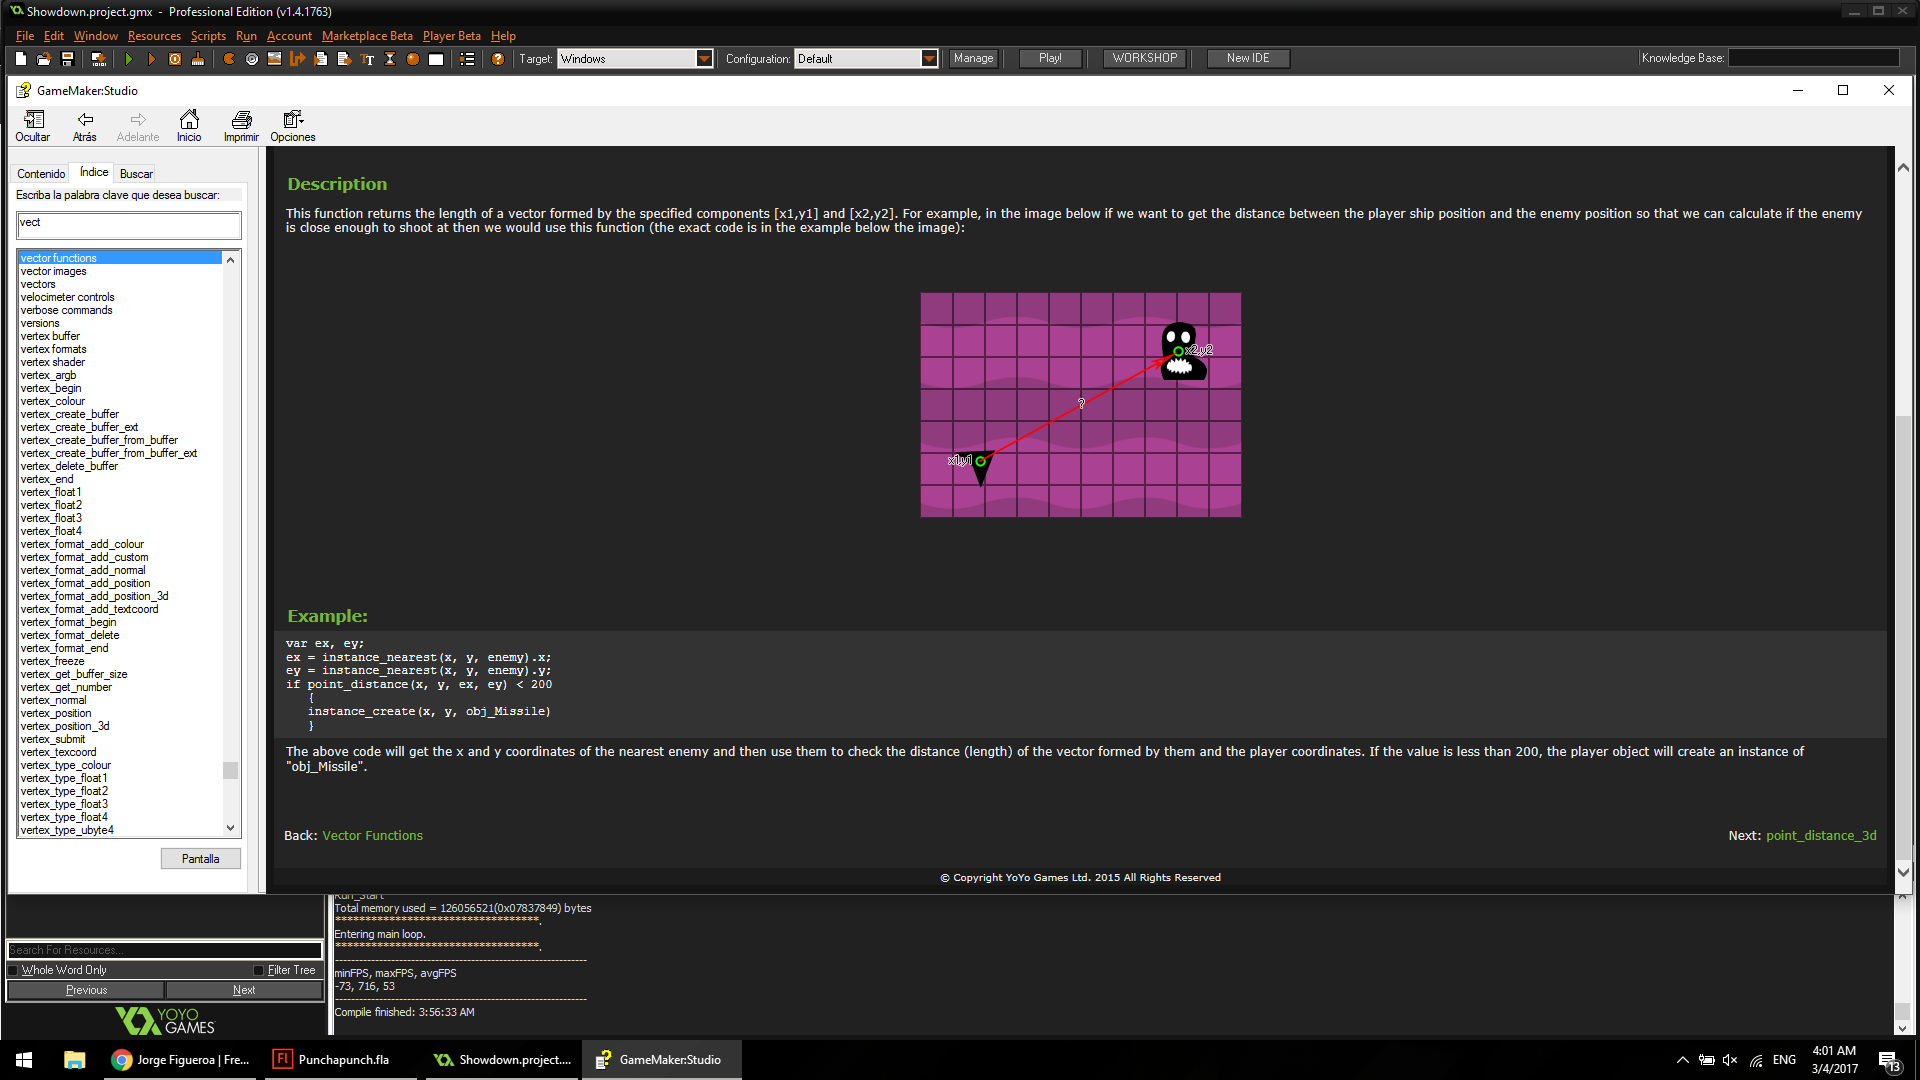 Showdown.project.gmx - Professional Edition (v1.4.1763)
File Edit Window Resources Scripts Run Account Marketplace Beta Player Beta Help
Target: Windows Configuration: Default Manage Play! WORKSHOP New IDE Knowledge Base:
GameMaker:Studio
Ocultar Atrás Adelante Inicio Imprimir Opciones
Contenido Índice Buscar
Escriba la palabra clave que desea buscar:
vect
vector functions
vector images
vectors
velocimeter controls
verbose commands
versions
vertex buffer
vertex formats
vertex shader
vertex_argb
vertex_begin
vertex_colour
vertex_create_buffer
vertex_create_buffer_ext
vertex_create_buffer_from_buffer
vertex_create_buffer_from_buffer_ext
vertex_delete_buffer
vertex_end
vertex_float1
vertex_float2
vertex_float3
vertex_float4
vertex_format_add_colour
vertex_format_add_custom
vertex_format_add_normal
vertex_format_add_position
vertex_format_add_position_3d
vertex_format_add_textcoord
vertex_format_begin
vertex_format_delete
vertex_format_end
vertex_freeze
vertex_get_buffer_size
vertex_get_number
vertex_normal
vertex_position
vertex_position_3d
vertex_submit
vertex_texcoord
vertex_type_colour
vertex_type_float1
vertex_type_float2
vertex_type_float3
vertex_type_float4
vertex_type_ubyte4
Pantalla
Description
This function returns the length of a vector formed by the specified components [x1,y1] and [x2,y2]. For example, in the image below if we want to get the distance between the player ship position and the enemy position so that we can calculate if the enemy
is close enough to shoot at then we would use this function (the exact code is in the example below the image):
x2,y2
?
x1,y1
Example:
var ex, ey;
ex = instance_nearest(x, y, enemy).x;
ey = instance_nearest(x, y, enemy).y;
if point_distance(x, y, ex, ey) < 200
{
instance_create(x, y, obj_Missile)
}
The above code will get the x and y coordinates of the nearest enemy and then use them to check the distance (length) of the vector formed by them and the player coordinates. If the value is less than 200, the player object will create an instance of
"obj_Missile".
Back: Vector Functions
Next: point_distance_3d
© Copyright YoYo Games Ltd. 2015 All Rights Reserved
Run_Start
Total memory used = 126056521(0x07837849) bytes
***********************************.
Entering main loop.
***********************************.
minFPS, maxFPS, avgFPS
-73, 716, 53
Compile finished: 3:56:33 AM
Search For Resources...
Whole Word Only Filter Tree
Previous Next
YOYO
GAMES
Jorge Figueroa | Fre... Punchapunch.fla Showdown.project.... GameMaker:Studio
ENG
4:01 AM
3/4/2017
13